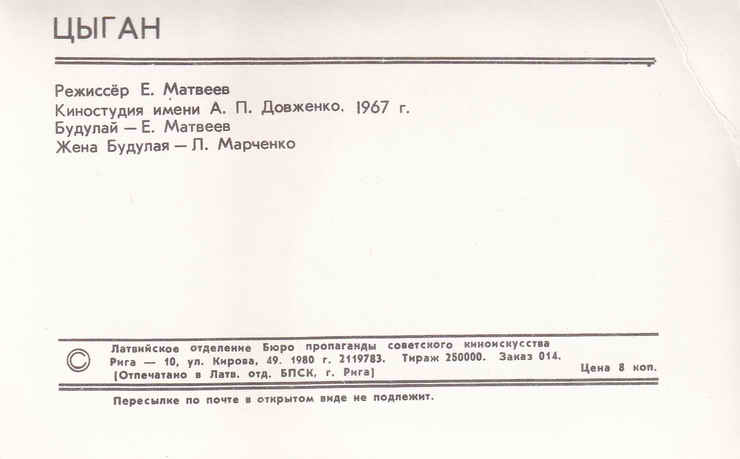 ЦЫГАН
Режиссёр Е. Матвеев
Киностудия имени А. П. Довженко. 1967 г.
Будулай — Е. Матвеев
Жена Будулая — Л. Марченко
© Латвийское отделение Бюро пропаганды советского киноискусства
Рига — 10, ул. Кирова, 49. 1980 г. 2119783. Тираж 250000. Заказ 014.
[Отпечатано в Латв. отд. БПСК, г. Рига]
Цена 8 коп.
Пересылке по почте в открытом виде не подлежит.